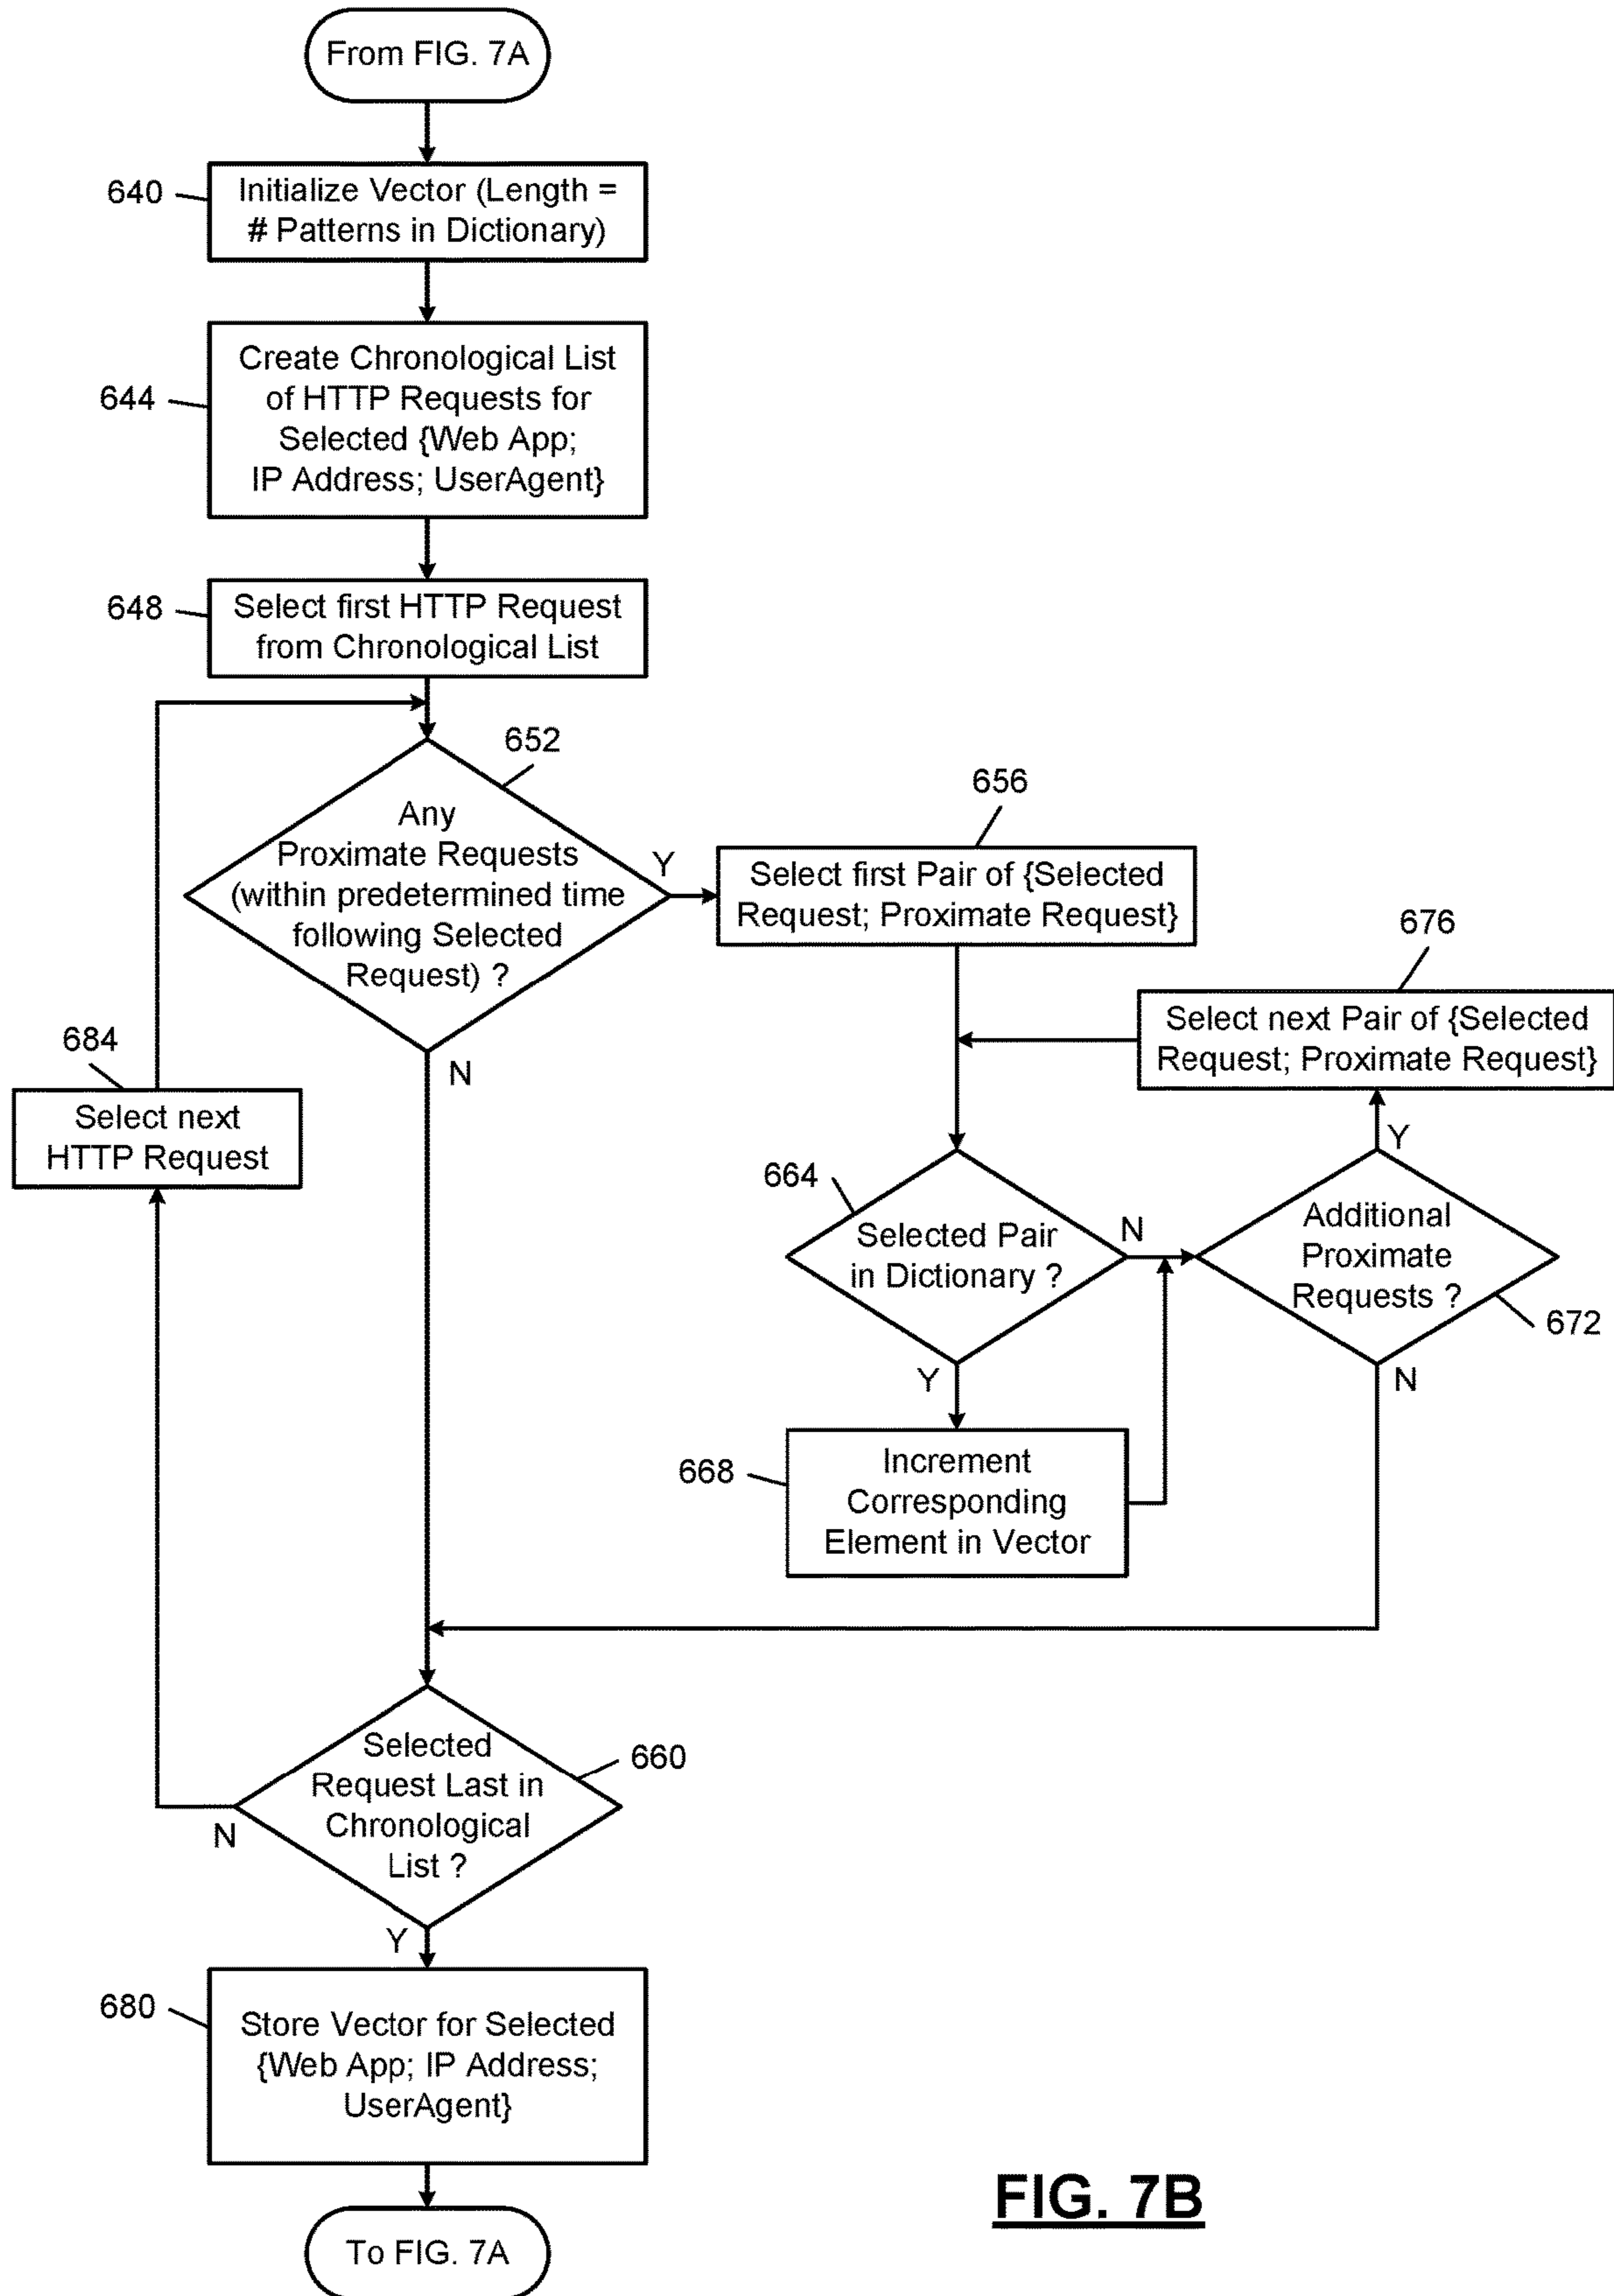 From FIG. 7A
640
Initialize Vector (Length =
# Patterns in Dictionary)
644
Create Chronological List
of HTTP Requests for
Selected {Web App;
IP Address; UserAgent}
648
Select first HTTP Request
from Chronological List
652
Any
Proximate Requests
(within predetermined time
following Selected
Request) ?
Y
N
656
Select first Pair of {Selected
Request; Proximate Request}
676
Select next Pair of {Selected
Request; Proximate Request}
684
Select next
HTTP Request
664
Selected Pair
in Dictionary ?
N
Y
Additional
Proximate
Requests ?
Y
672
N
668
Increment
Corresponding
Element in Vector
Selected
Request Last in
Chronological
List ?
660
N
Y
680
Store Vector for Selected
{Web App; IP Address;
UserAgent}
To FIG. 7A
FIG. 7B